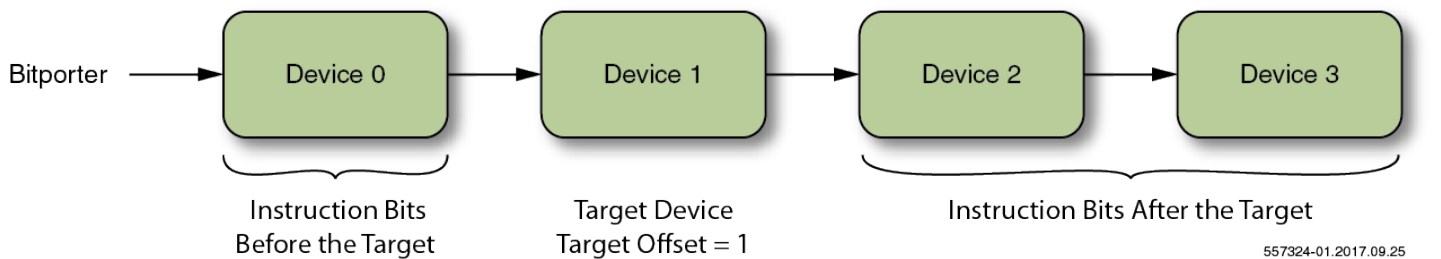 Bitporter
Device 0
Device 1
Device 2
Device 3
Instruction Bits
Before the Target
Target Device
Target Offset = 1
Instruction Bits After the Target
557324-01.2017.09.25